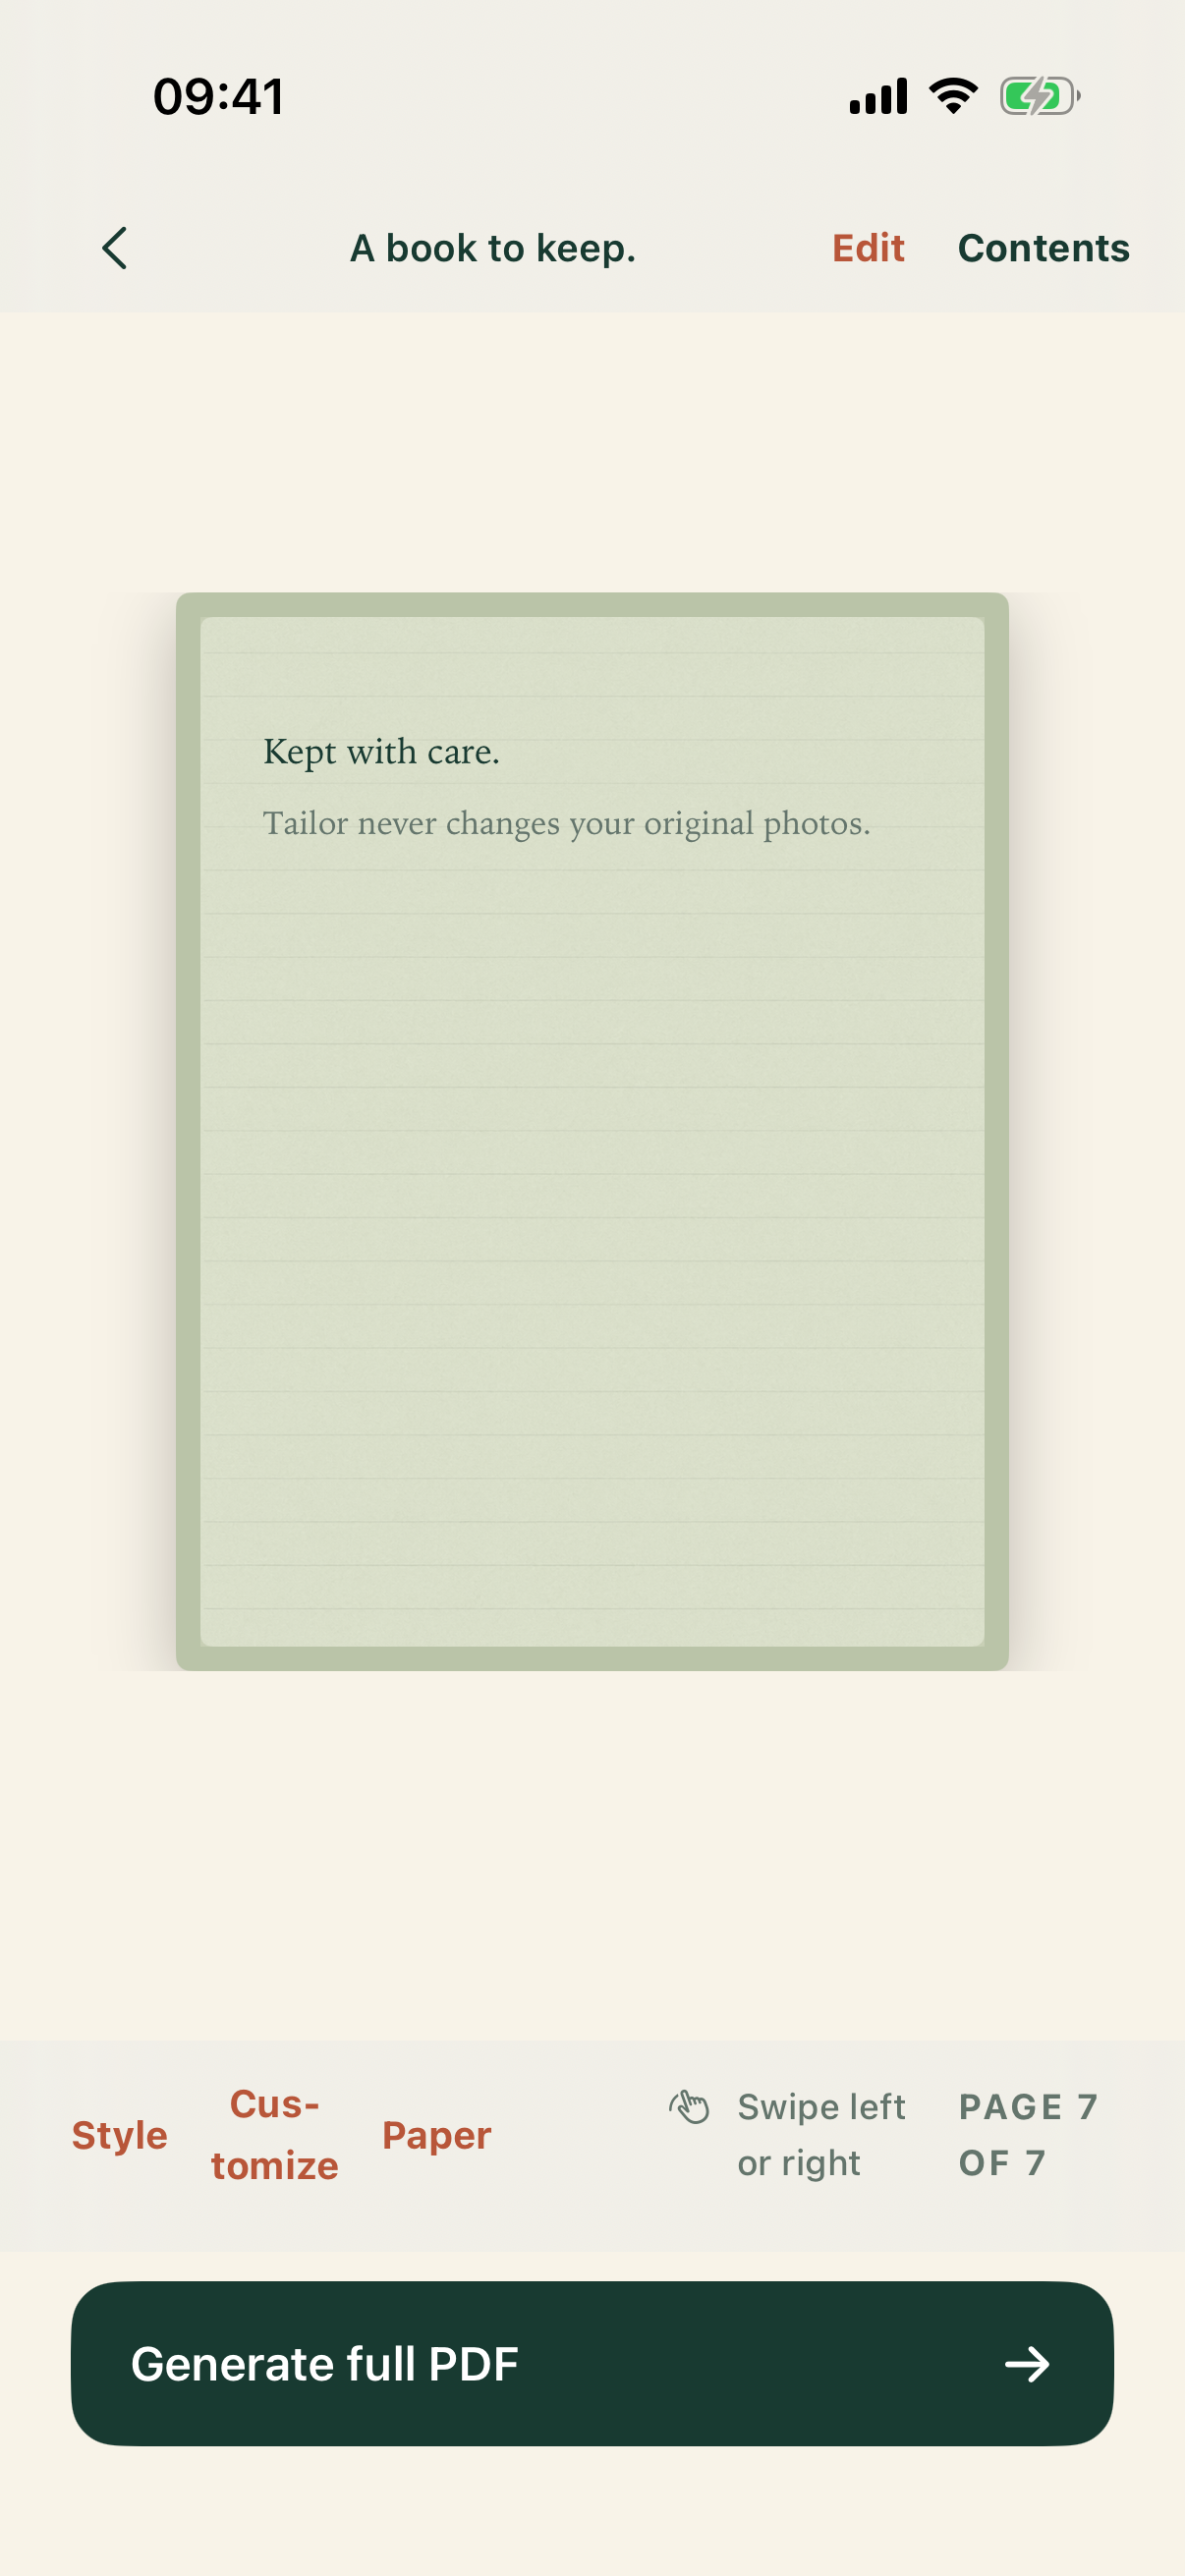 09:41
A book to keep.
Edit
Contents
Kept with care.
Tailor never changes your original photos.
Style
Cus-
tomize
Paper
Swipe left
or right
PAGE 7
OF 7
Generate full PDF